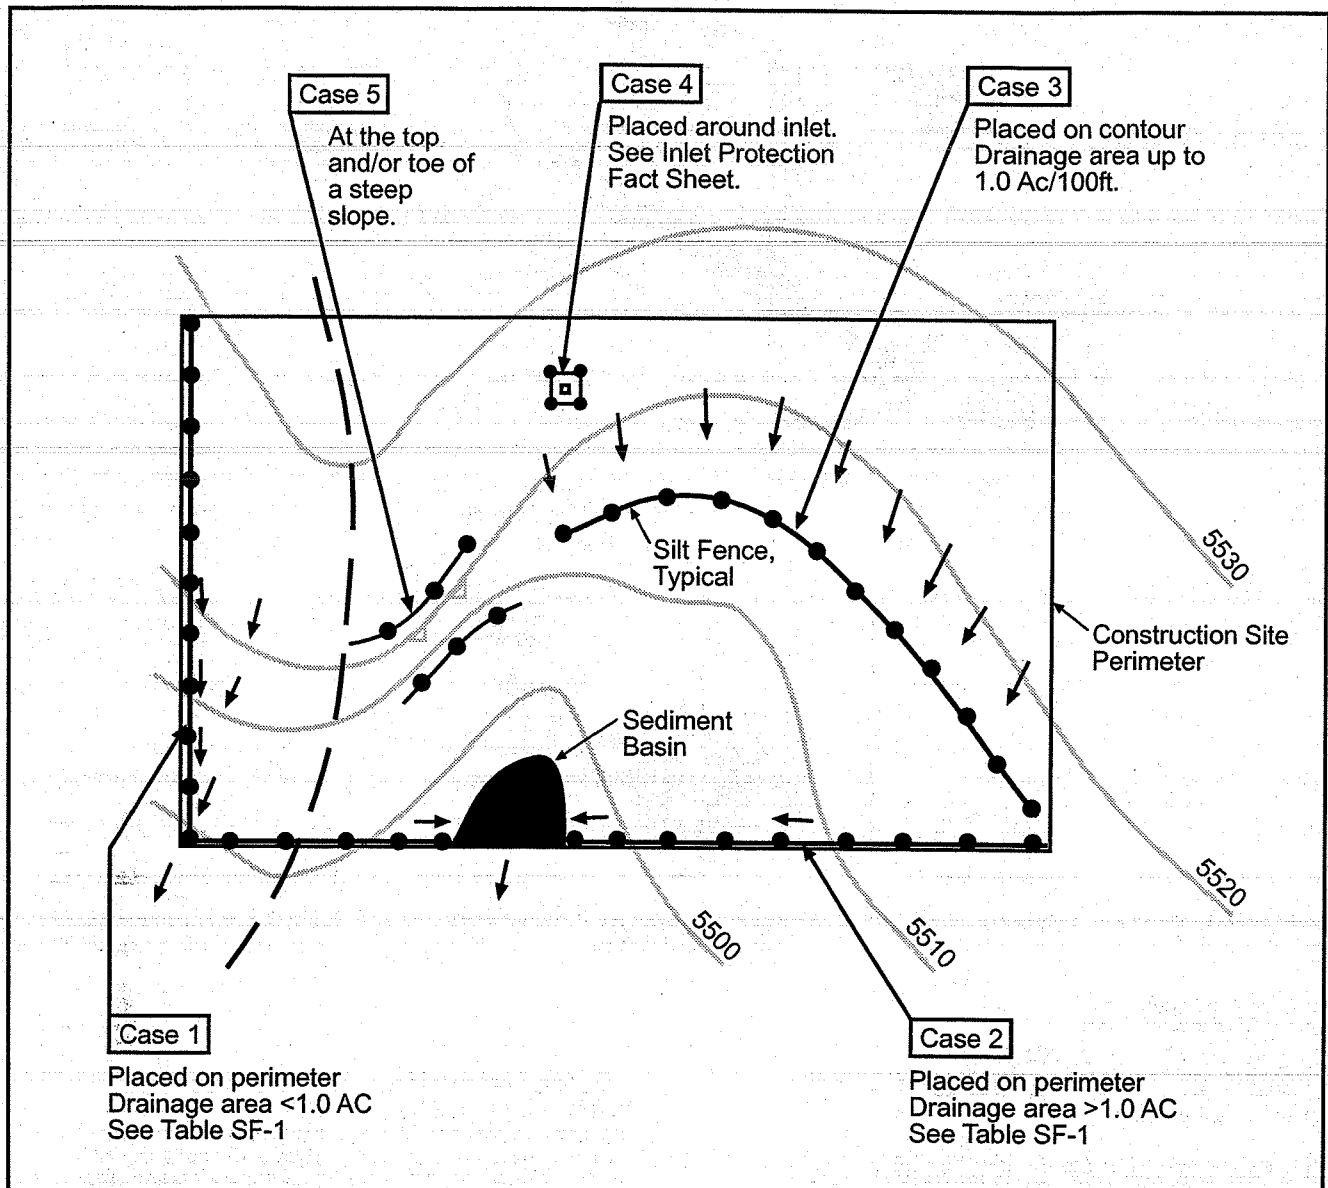 Case 5
At the top
and/or toe of
a steep
slope.
Case 4
Placed around inlet.
See Inlet Protection
Fact Sheet.
Case 3
Placed on contour
Drainage area up to
1.0 Ac/100ft.
Silt Fence,
Typical
5530
Construction Site
Perimeter
Sediment
Basin
5520
5510
5500
Case 1
Placed on perimeter
Drainage area <1.0 AC
See Table SF-1
Case 2
Placed on perimeter
Drainage area >1.0 AC
See Table SF-1